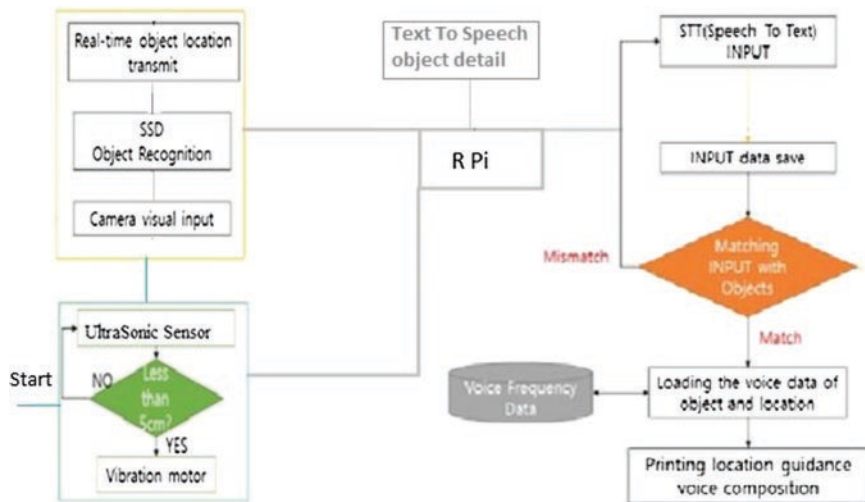 Real-time object location
transmit
SSD
Object Recognition
Camera visual input
UltraSonic Sensor
Start
NO
Less
than
5cm?
YES
Vibration motor
Text To Speech
object detail
R Pi
STT(Speech To Text)
INPUT
INPUT data save
Mismatch
Matching
INPUT with
Objects
Match
Voice Frequency
Data
Loading the voice data of
object and location
Printing location guidance
voice composition